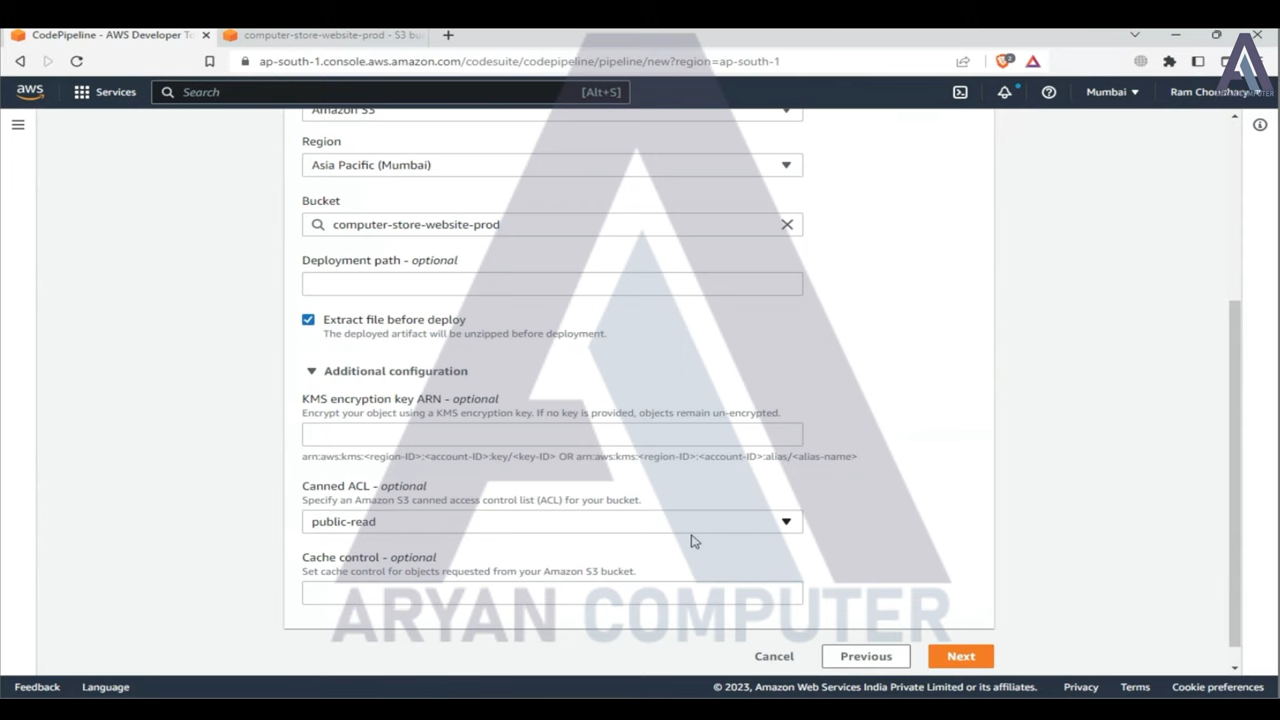 CodePipeline - AWS Developer To
computer-store-website-prod - S3 bu
ap-south-1.console.aws.amazon.com/codesuite/codepipeline/pipeline/new?region=ap-south-1
2
aws
Services
Search
[Alt+S]
Mumbai
Ram Choudhary
COMPUTER
Amazon S3
Region
Asia Pacific (Mumbai)
Bucket
computer-store-website-prod
Deployment path - optional
Extract file before deploy
The deployed artifact will be unzipped before deployment.
Additional configuration
KMS encryption key ARN - optional
Encrypt your object using a KMS encryption key. If no key is provided, objects remain un-encrypted.
arn:aws:kms:<region-ID>:<account-ID>:key/<key-ID> OR arn:aws:kms:<region-ID>:<account-ID>:alias/<alias-name>
Canned ACL - optional
Specify an Amazon S3 canned access control list (ACL) for your bucket.
public-read
Cache control - optional
Set cache control for objects requested from your Amazon S3 bucket.
ARYAN COMPUTER
Cancel
Previous
Next
Feedback
Language
© 2023, Amazon Web Services India Private Limited or its affiliates.
Privacy
Terms
Cookie preferences